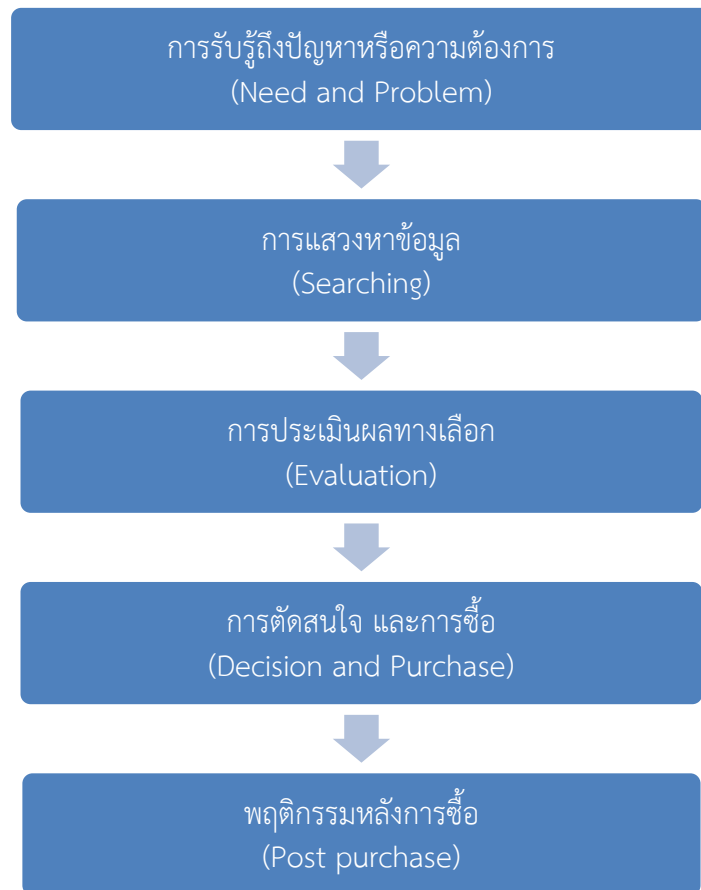 การรับรู้ถึงปัญหาหรือความต้องการ
(Need and Problem)
การแสวงหาข้อมูล
(Searching)
การประเมินผลทางเลือก
(Evaluation)
การตัดสนใจ และการซื้อ
(Decision and Purchase)
พฤติกรรมหลังการซื้อ
(Post purchase)